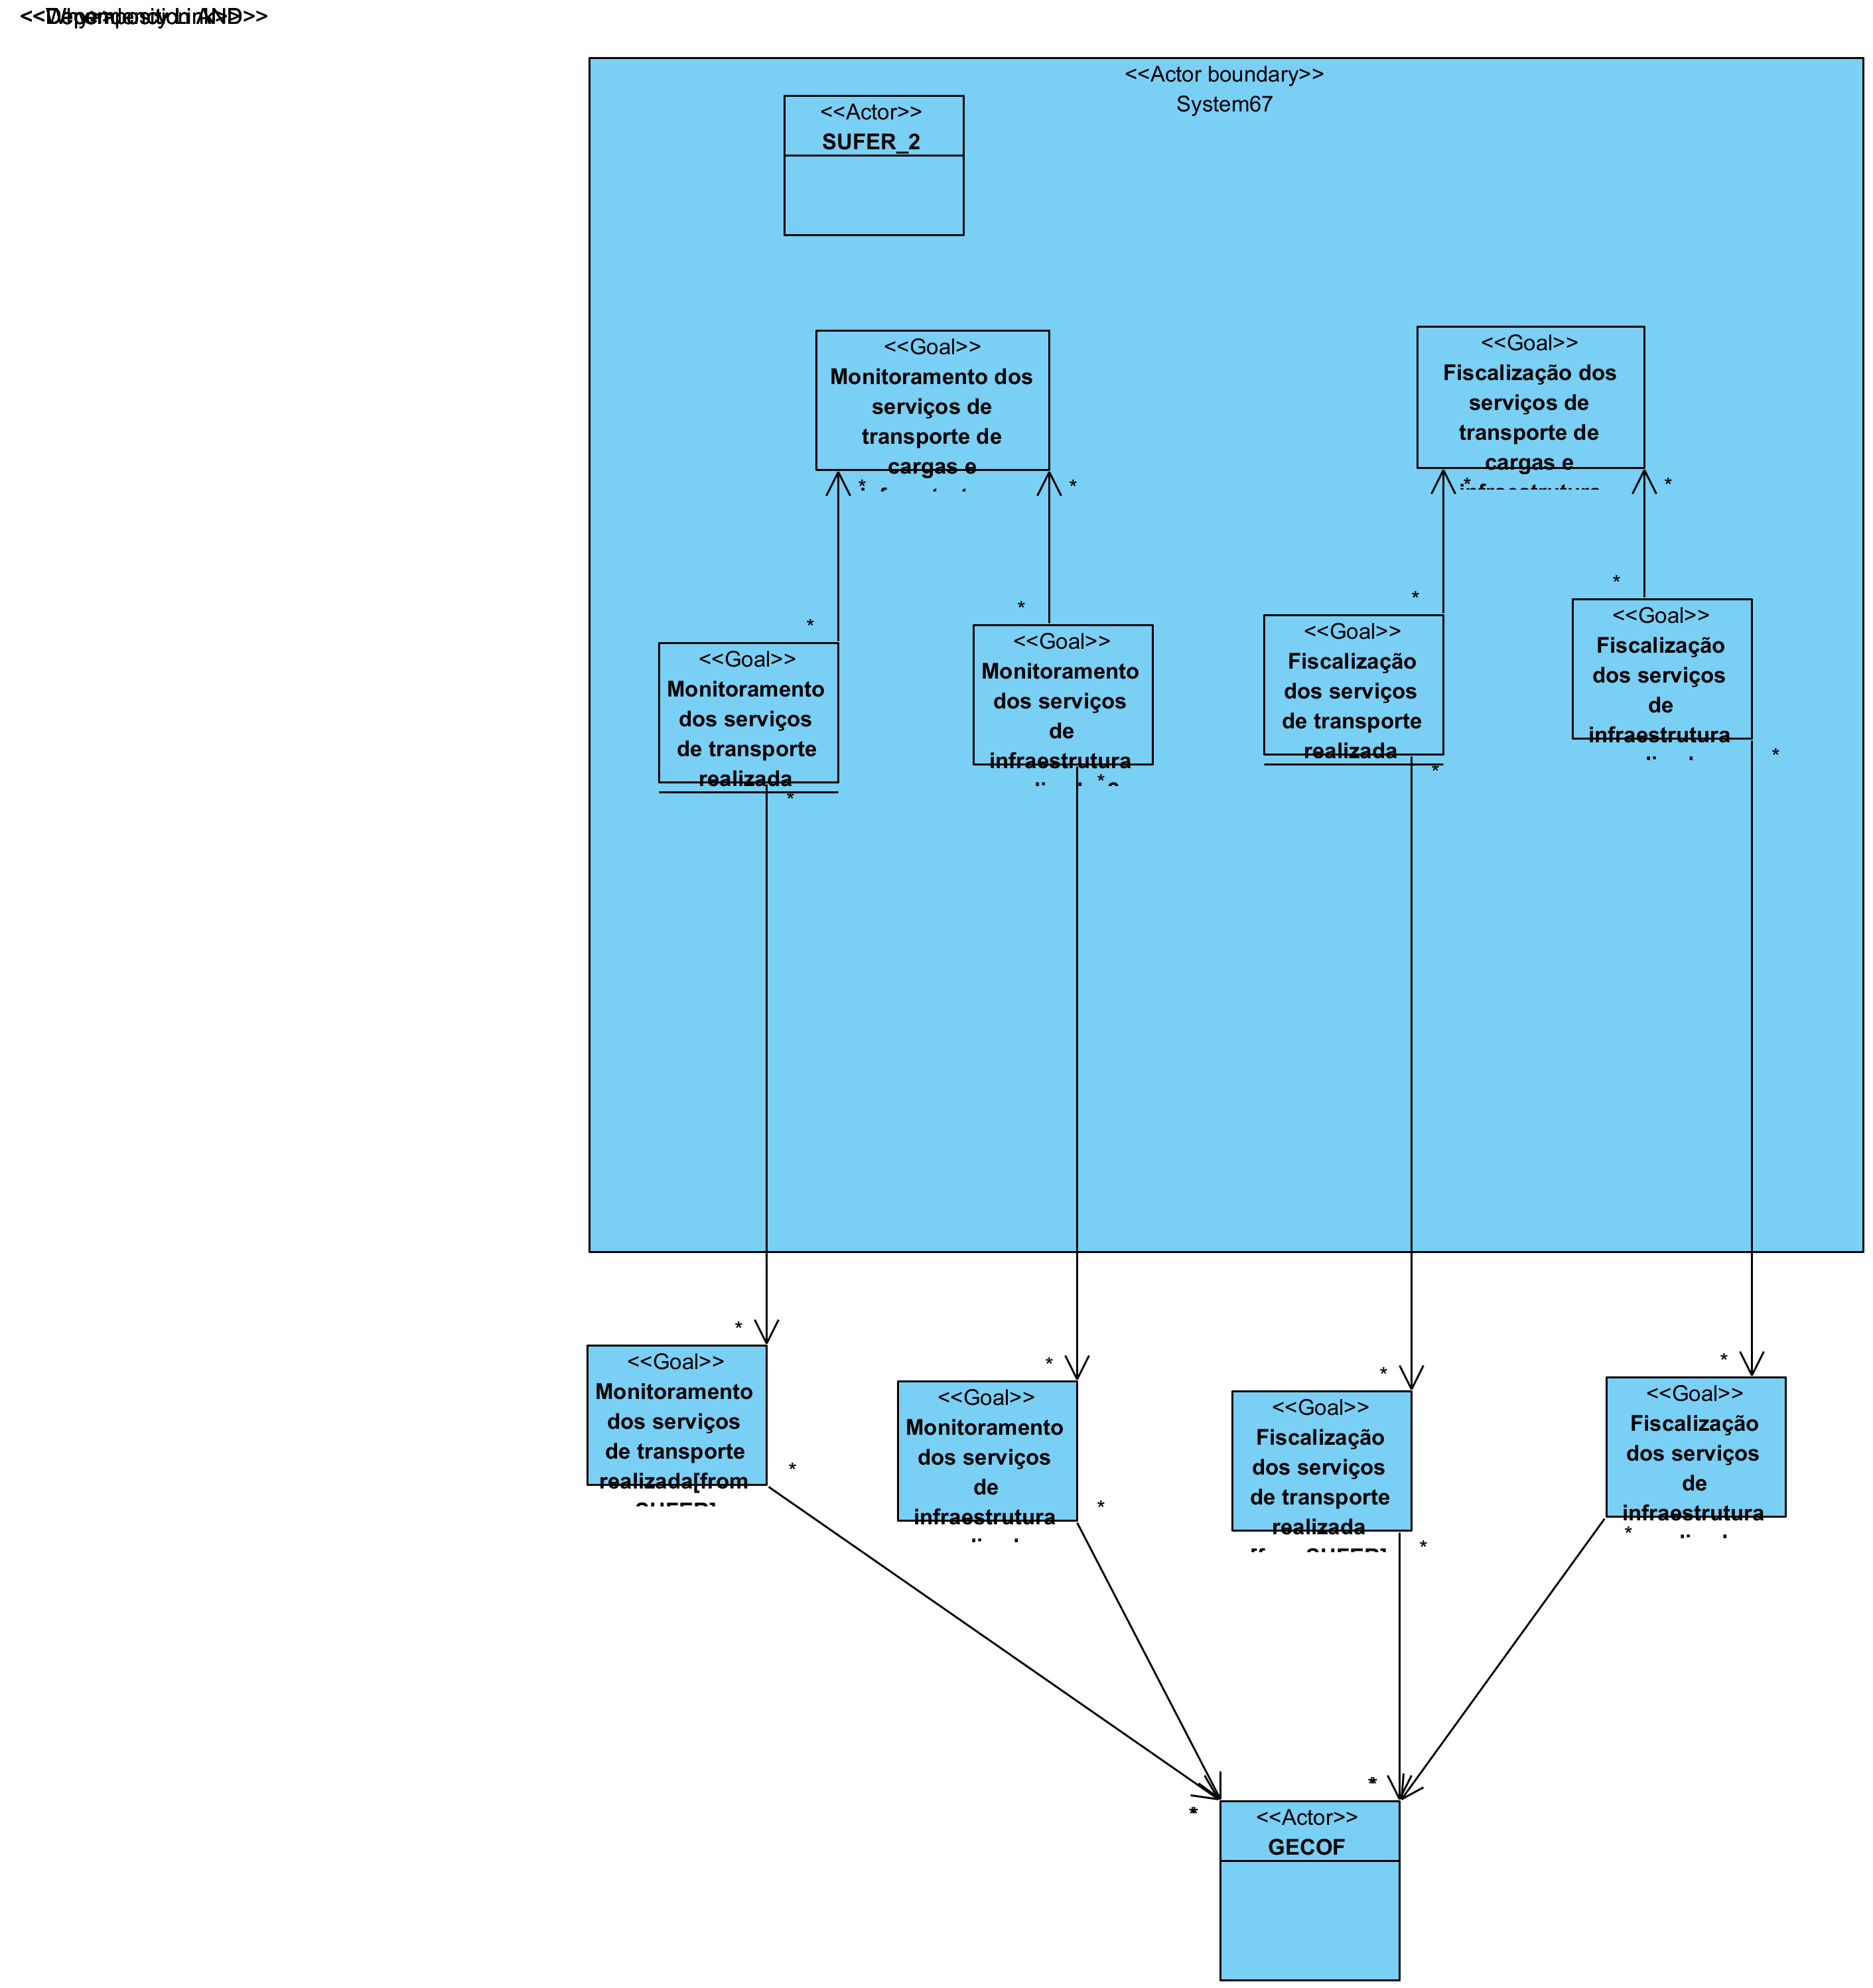 <<Actor boundary>>
System67
<<Actor>>
SUFER_2
<<Goal>>
Monitoramento dos
serviços de
transporte de
cargas e
<<Goal>>
Fiscalização dos
serviços de
transporte de
cargas e
infraestrutura
*
*
*
*
*
*
*
*
<<Goal>>
Monitoramento
dos serviços
de transporte
realizada
<<Goal>>
Monitoramento
dos serviços
de
infraestrutura
<<Goal>>
Fiscalização
dos serviços
de transporte
realizada
<<Goal>>
Fiscalização
dos serviços
de
infraestrutura
*
*
*
*
*
*
*
*
<<Goal>>
Monitoramento
dos serviços
de transporte
realizada[from
SUFER]
<<Goal>>
Monitoramento
dos serviços
de
infraestrutura
<<Goal>>
Fiscalização
dos serviços
de transporte
realizada
[from SUFER]
<<Goal>>
Fiscalização
dos serviços
de
infraestrutura
*
*
*
*
*
*
<<Actor>>
GECOF